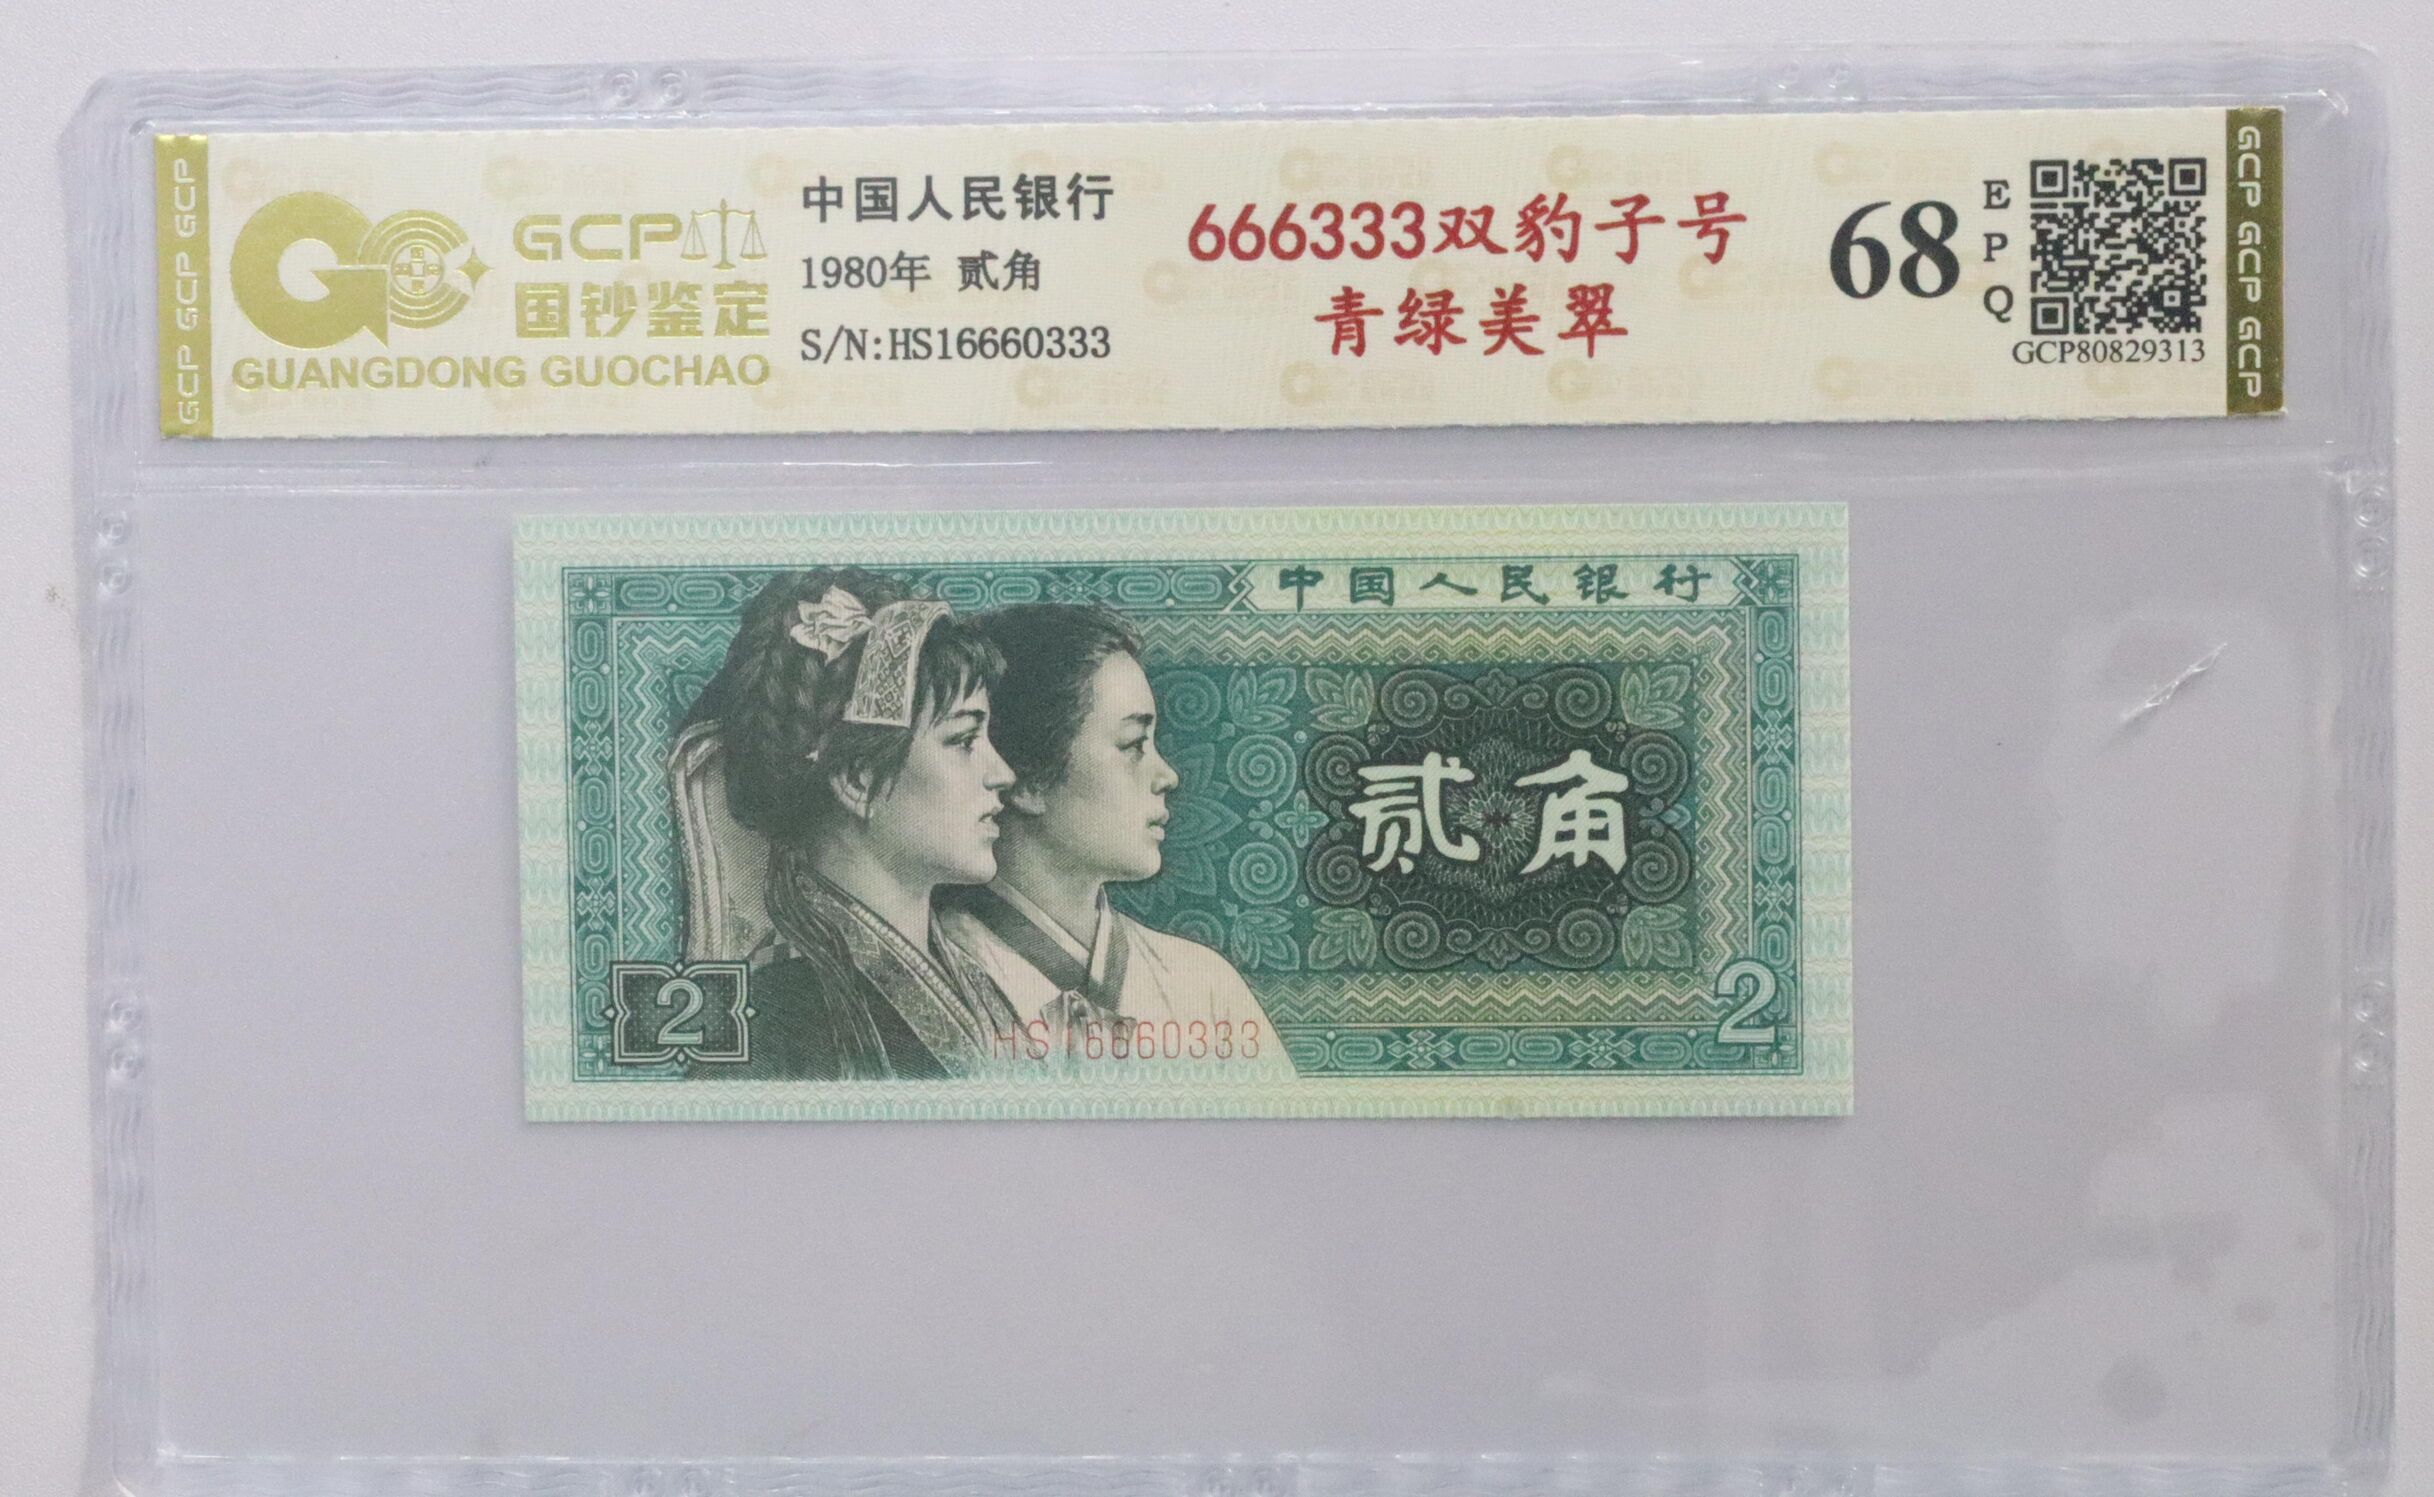 GCP GCP GCP
GCP
国钞鉴定
GUANGDONG GUOCHAO
中国人民银行
1980年 贰角
S/N:HS16660333
666333双豹子号
青绿美翠
68
EPQ
GCP80829313
GCP GCP GCP
中国人民银行
贰角
2
HS16660333
2